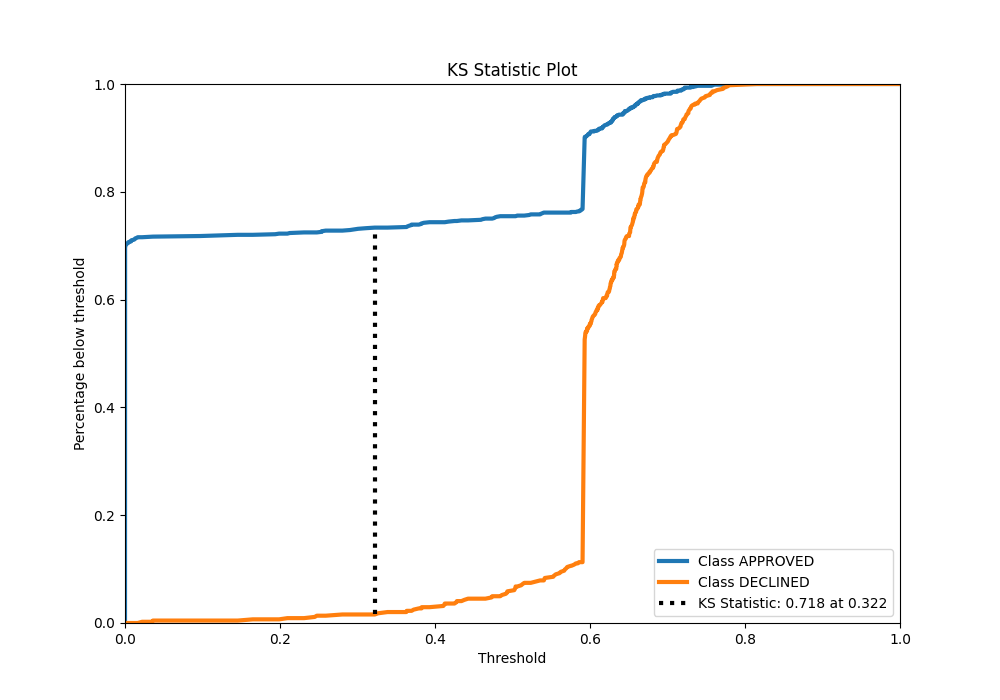 KS Statistic Plot
1.0
0.8
0.6
0.4
0.2
0.0
Percentage below threshold
0.0 0.2 0.4 0.6 0.8 1.0
Threshold
Class APPROVED
Class DECLINED
KS Statistic: 0.718 at 0.322